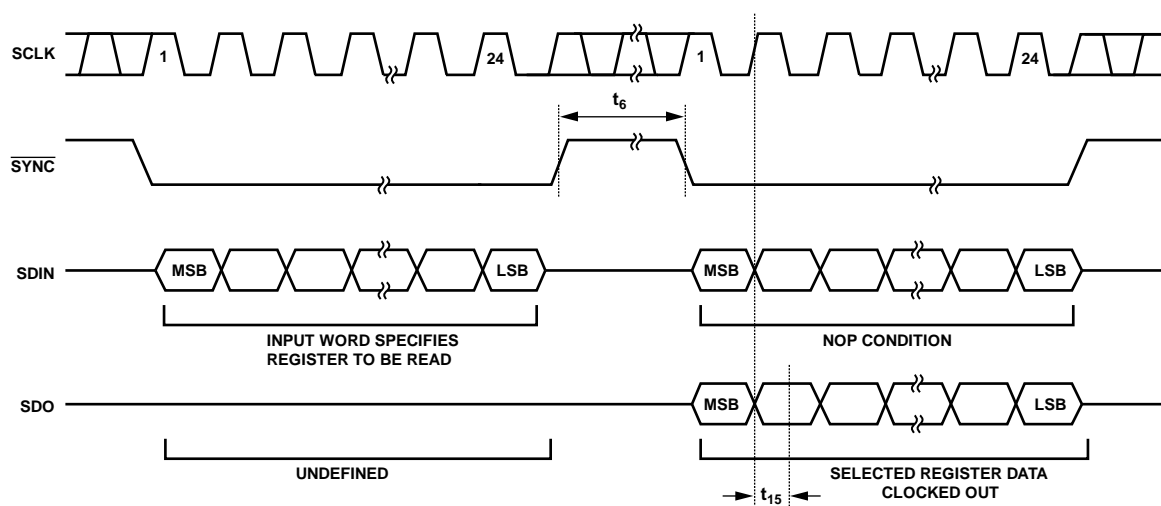 SCLK
1
24
1
24
t6
SYNC
SDIN
MSB
LSB
MSB
LSB
INPUT WORD SPECIFIES
REGISTER TO BE READ
NOP CONDITION
SDO
MSB
LSB
UNDEFINED
SELECTED REGISTER DATA
CLOCKED OUT
t15